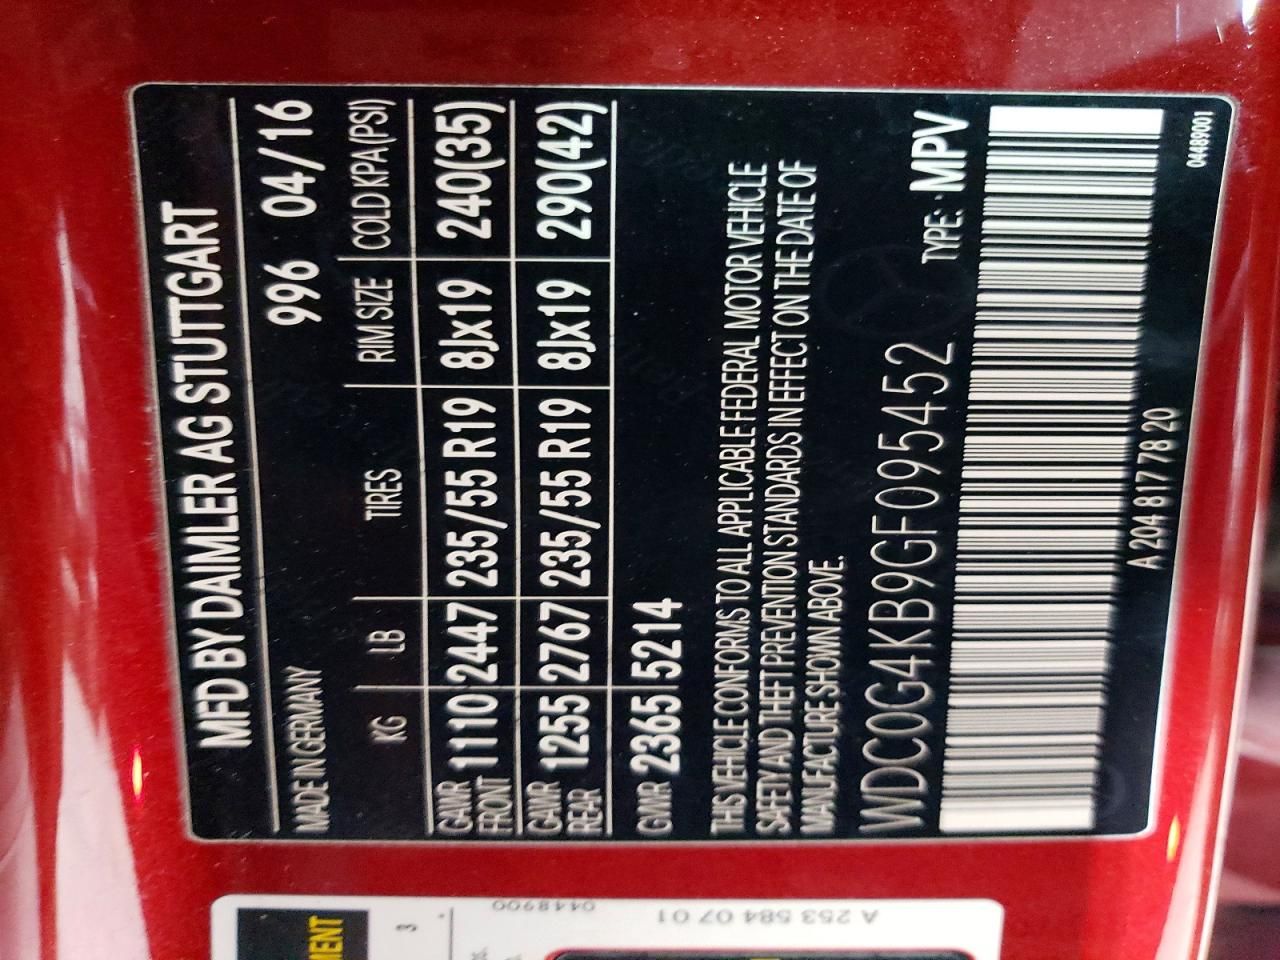 MFD BY DAIMLER AG STUTTGART
MADE IN GERMANY 996 04/16
KG LB TIRES RIM SIZE COLD KPA(PSI)
GAWR FRONT 1110 2447 235/55 R19 8Jx19 240(35)
GAWR REAR 1255 2767 235/55 R19 8Jx19 290(42)
GVWR 2365 5214
THIS VEHICLE CONFORMS TO ALL APPLICABLE FEDERAL MOTOR VEHICLE
SAFETY AND THEFT PREVENTION STANDARDS IN EFFECT ON THE DATE OF
MANUFACTURE SHOWN ABOVE.
WDC0G4KB9GF095452 TYPE: MPV
A 204 817 78 20
04489001
MENT
3
0448900
A 253 584 07 01